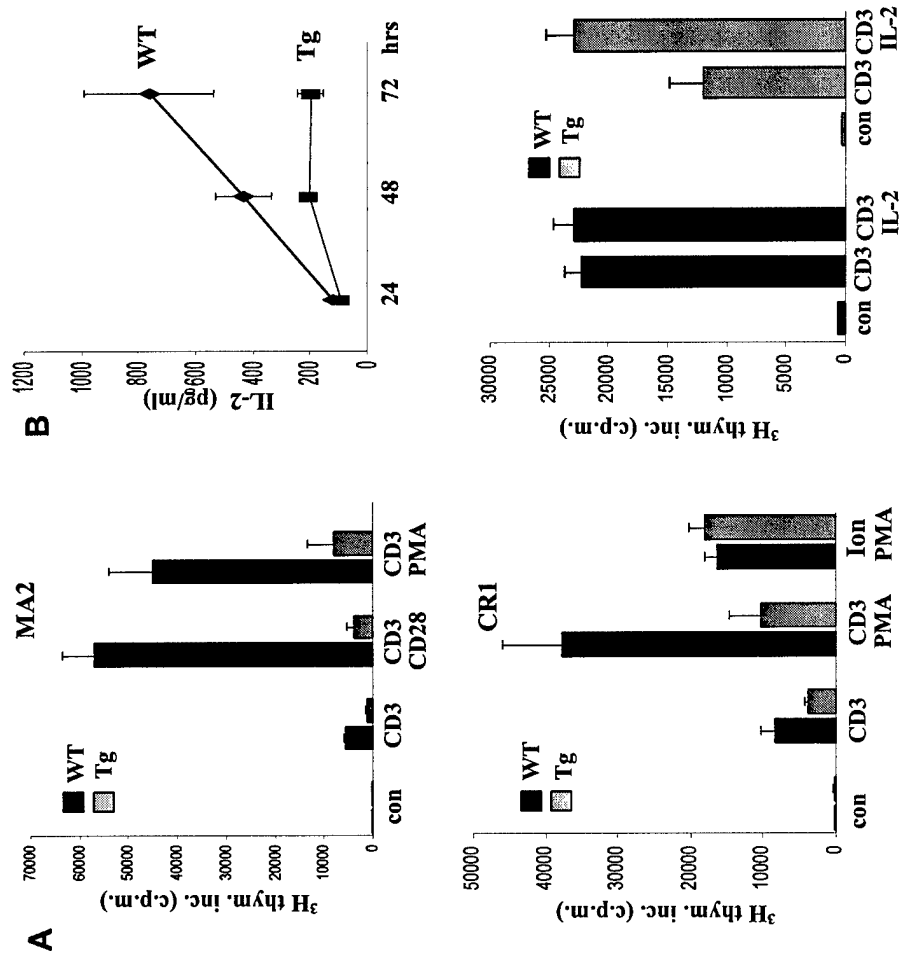 A
MA2
³H thym. inc. (c.p.m.)
70000
60000
50000
40000
30000
20000
10000
0
WT
Tg
con
CD3
CD3
CD28
CD3
PMA
CR1
³H thym. inc. (c.p.m.)
50000
40000
30000
20000
10000
0
WT
Tg
con
CD3
CD3
PMA
Ion
PMA
B
IL-2 (pg/ml)
1200
1000
800
600
400
200
0
WT
Tg
24
48
72
hrs
³H thym. inc. (c.p.m.)
30000
25000
20000
15000
10000
5000
0
WT
Tg
con CD3 CD3
IL-2
con CD3 CD3
IL-2